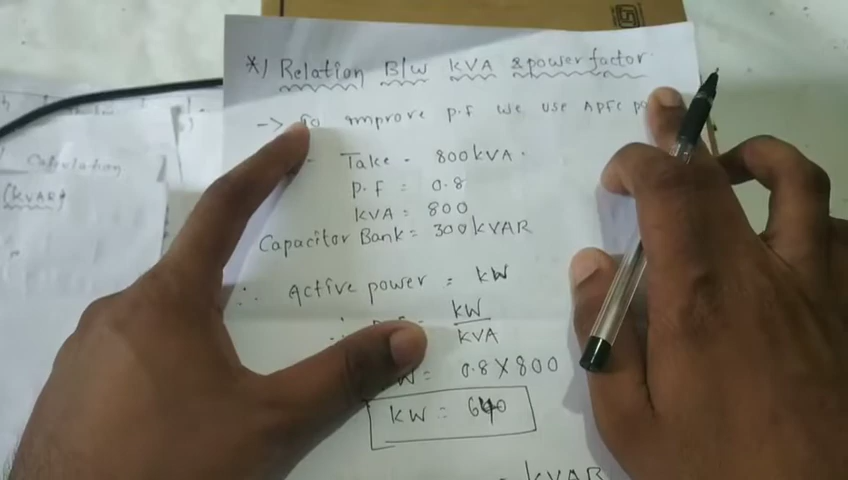 Calculation
(KVAR)
*) Relation B/W KVA & power factor
-> To improve p.f we use APFC
Take - 800kVA.
P.F = 0.8
KVA = 800
Capacitor Bank = 300kVAR
∴ Active power = kW
kW
KVA
= 0.8 X 800
kW = 640
= KVAR